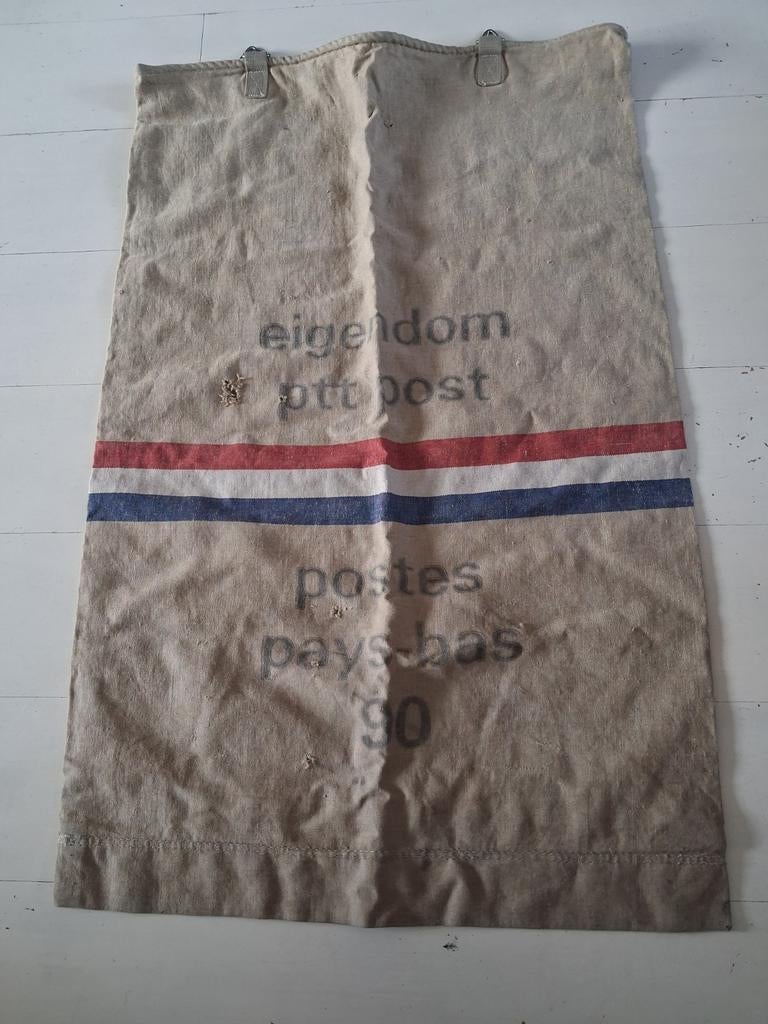 eigendom
ptt post
postes
pays-bas
90